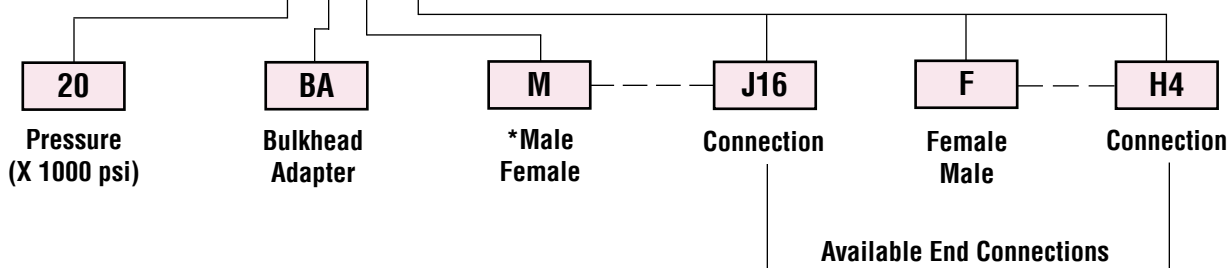 20
BA
M
J16
F
H4
Pressure
(X 1000 psi)
Bulkhead
Adapter
*Male
Female
Connection
Female
Male
Connection
Available End Connections